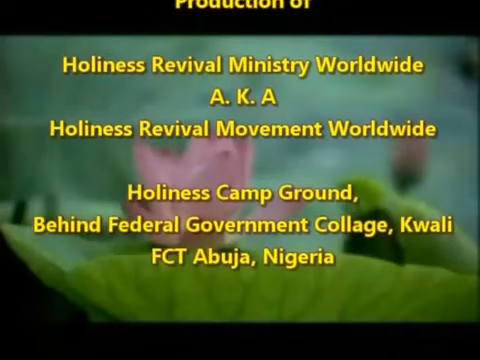 Production of
Holiness Revival Ministry Worldwide
A. K. A
Holiness Revival Movement Worldwide
Holiness Camp Ground,
Behind Federal Government Collage, Kwali
FCT Abuja, Nigeria